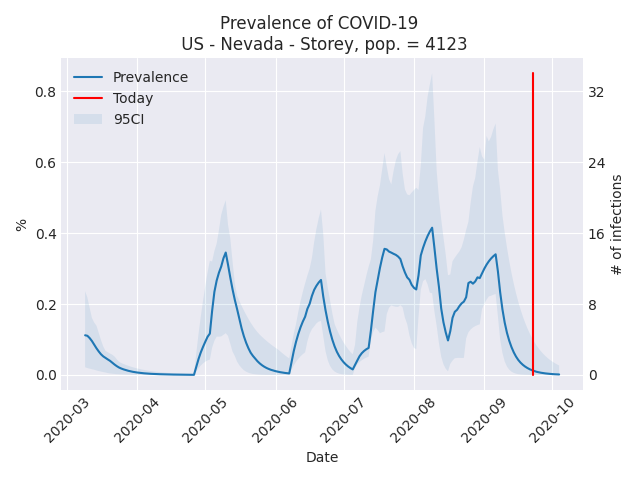 Prevalence of COVID-19
US - Nevada - Storey, pop. = 4123
Prevalence
Today
95CI
%
0.8
0.6
0.4
0.2
0.0
32
24
16
8
0
# of infections
2020-03
2020-04
2020-05
2020-06
2020-07
2020-08
2020-09
2020-10
Date